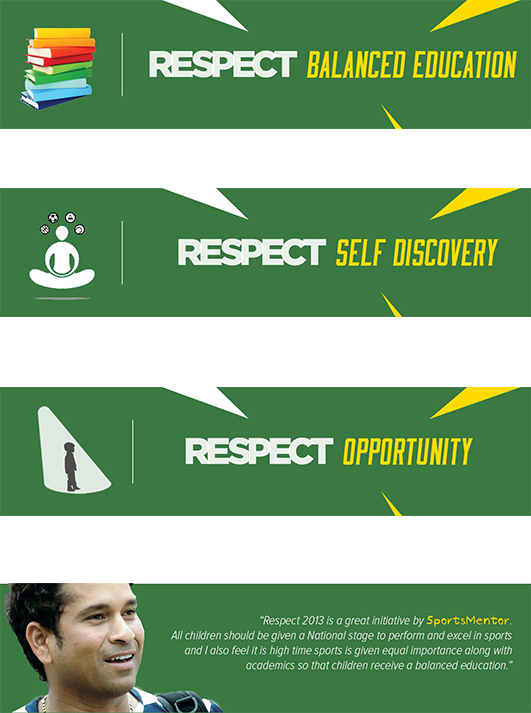 RESPECT BALANCED EDUCATION
RESPECT SELF DISCOVERY
RESPECT OPPORTUNITY
“Respect 2013 is a great initiative by SportsMentor.
All children should be given a National stage to perform and excel in sports
and I also feel it is high time sports is given equal importance along with
academics so that children receive a balanced education.”